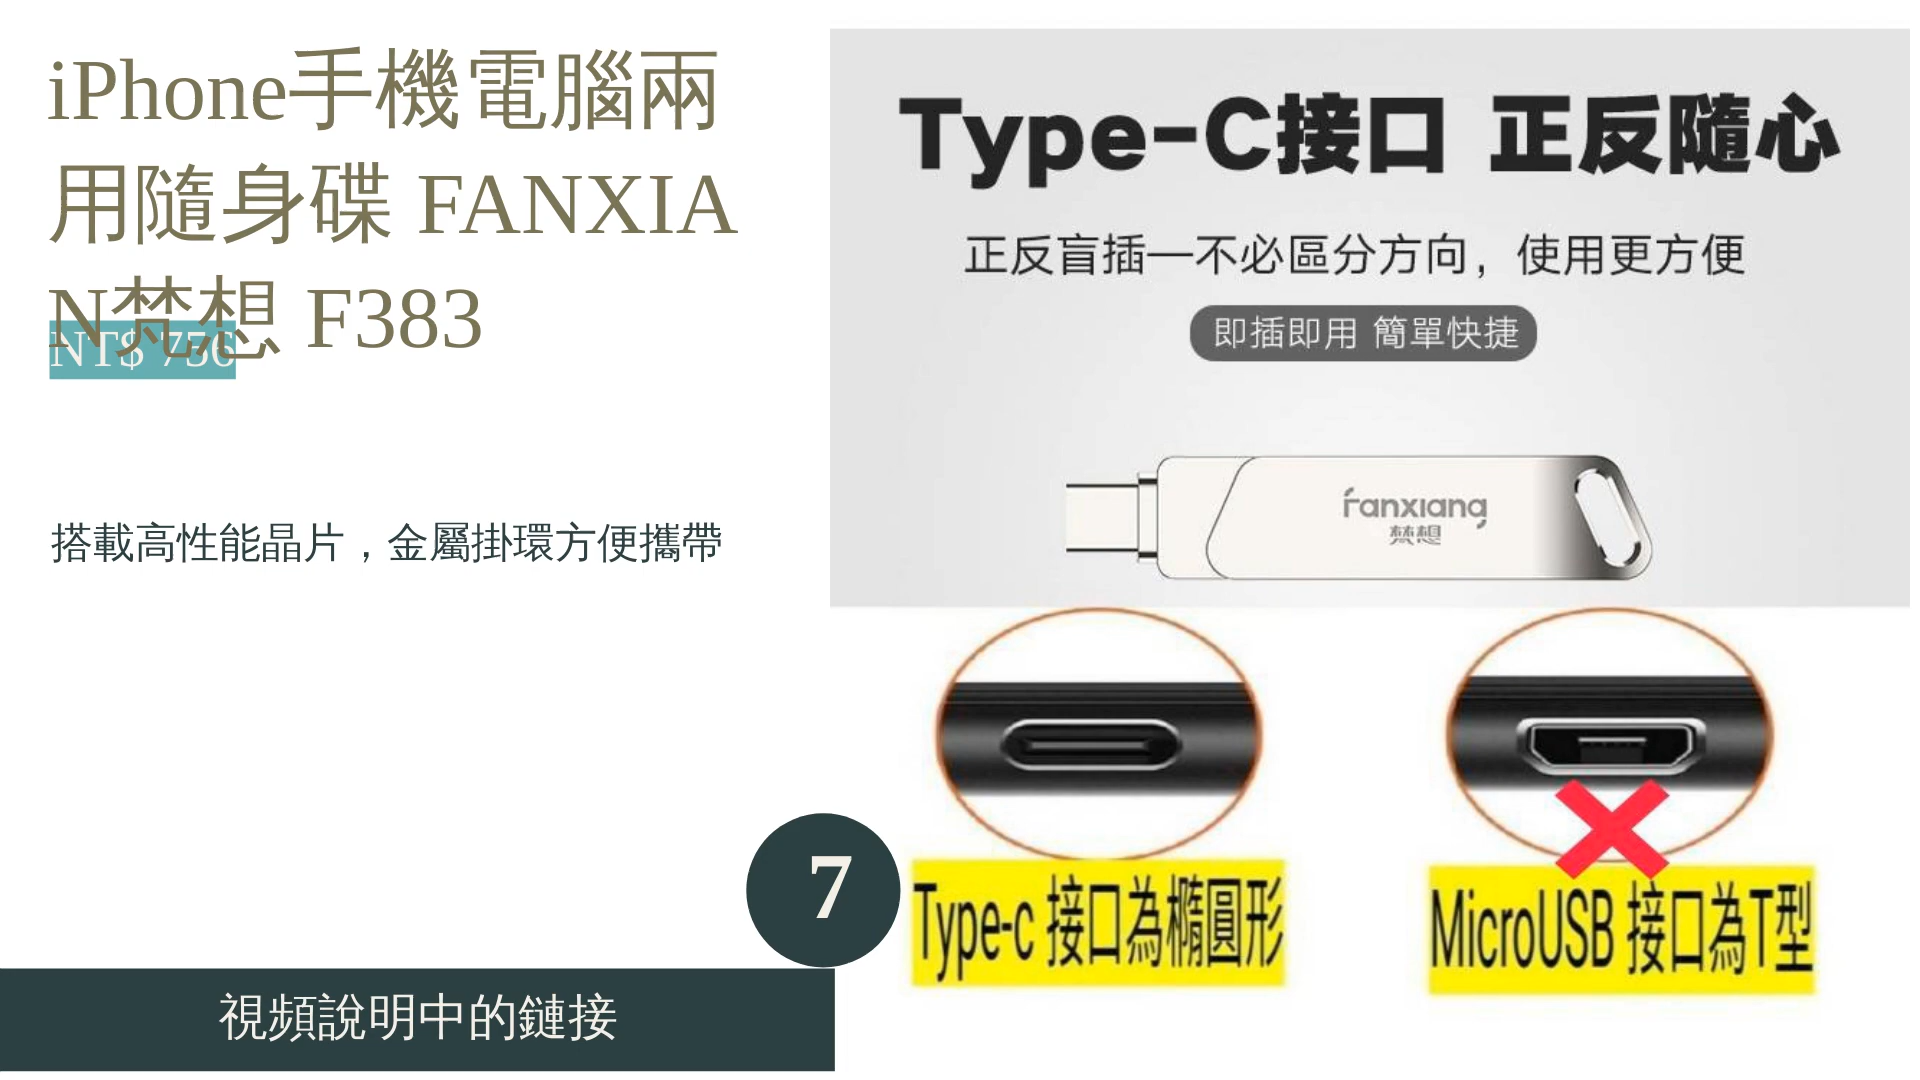 iPhone手機電腦兩
用隨身碟 FANXIA
N梵想 F383
NT$ 756
搭載高性能晶片，金屬掛環方便攜帶
Type-C接口 正反隨心
正反盲插—不必區分方向，使用更方便
即插即用 簡單快捷
fanxiang
梵想
7
Type-c 接口為橢圓形
MicroUSB 接口為T型
視頻說明中的鏈接